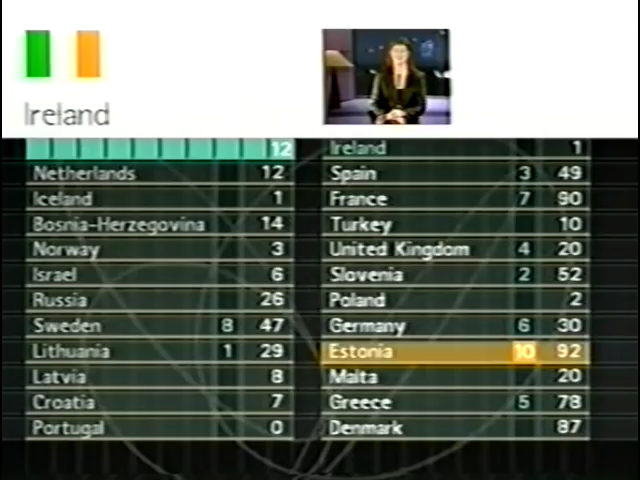 Ireland
12
Netherlands 12
Iceland 1
Bosnia-Herzegovina 14
Norway 3
Israel 6
Russia 26
Sweden 8 47
Lithuania 1 29
Latvia 8
Croatia 7
Portugal 0
Ireland 1
Spain 3 49
France 7 90
Turkey 10
United Kingdom 4 20
Slovenia 2 52
Poland 2
Germany 6 30
Estonia 10 92
Malta 20
Greece 5 78
Denmark 87